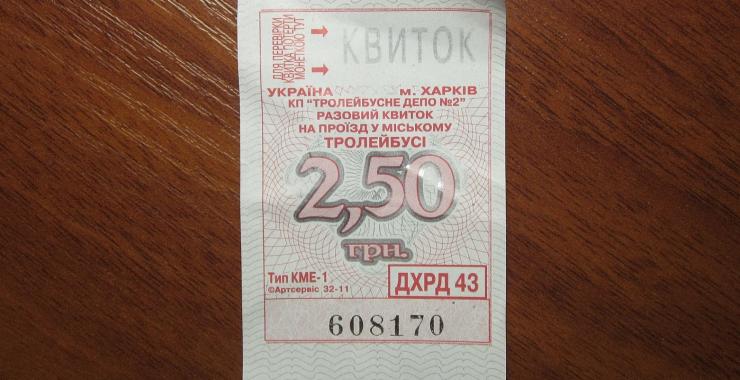 ДЛЯ ПЕРЕВІРКИ
КВИТКА ПОТЕРТИ
МОНЕТКОЮ ТУТ
КВИТОК
УКРАЇНА м. ХАРКІВ
КП "ТРОЛЕЙБУСНЕ ДЕПО №2"
РАЗОВИЙ КВИТОК
НА ПРОЇЗД У МІСЬКОМУ
ТРОЛЕЙБУСІ
2,50
грн.
Тип КМЕ-1
©Артсервіс 32-11
ДХРД 43
608170